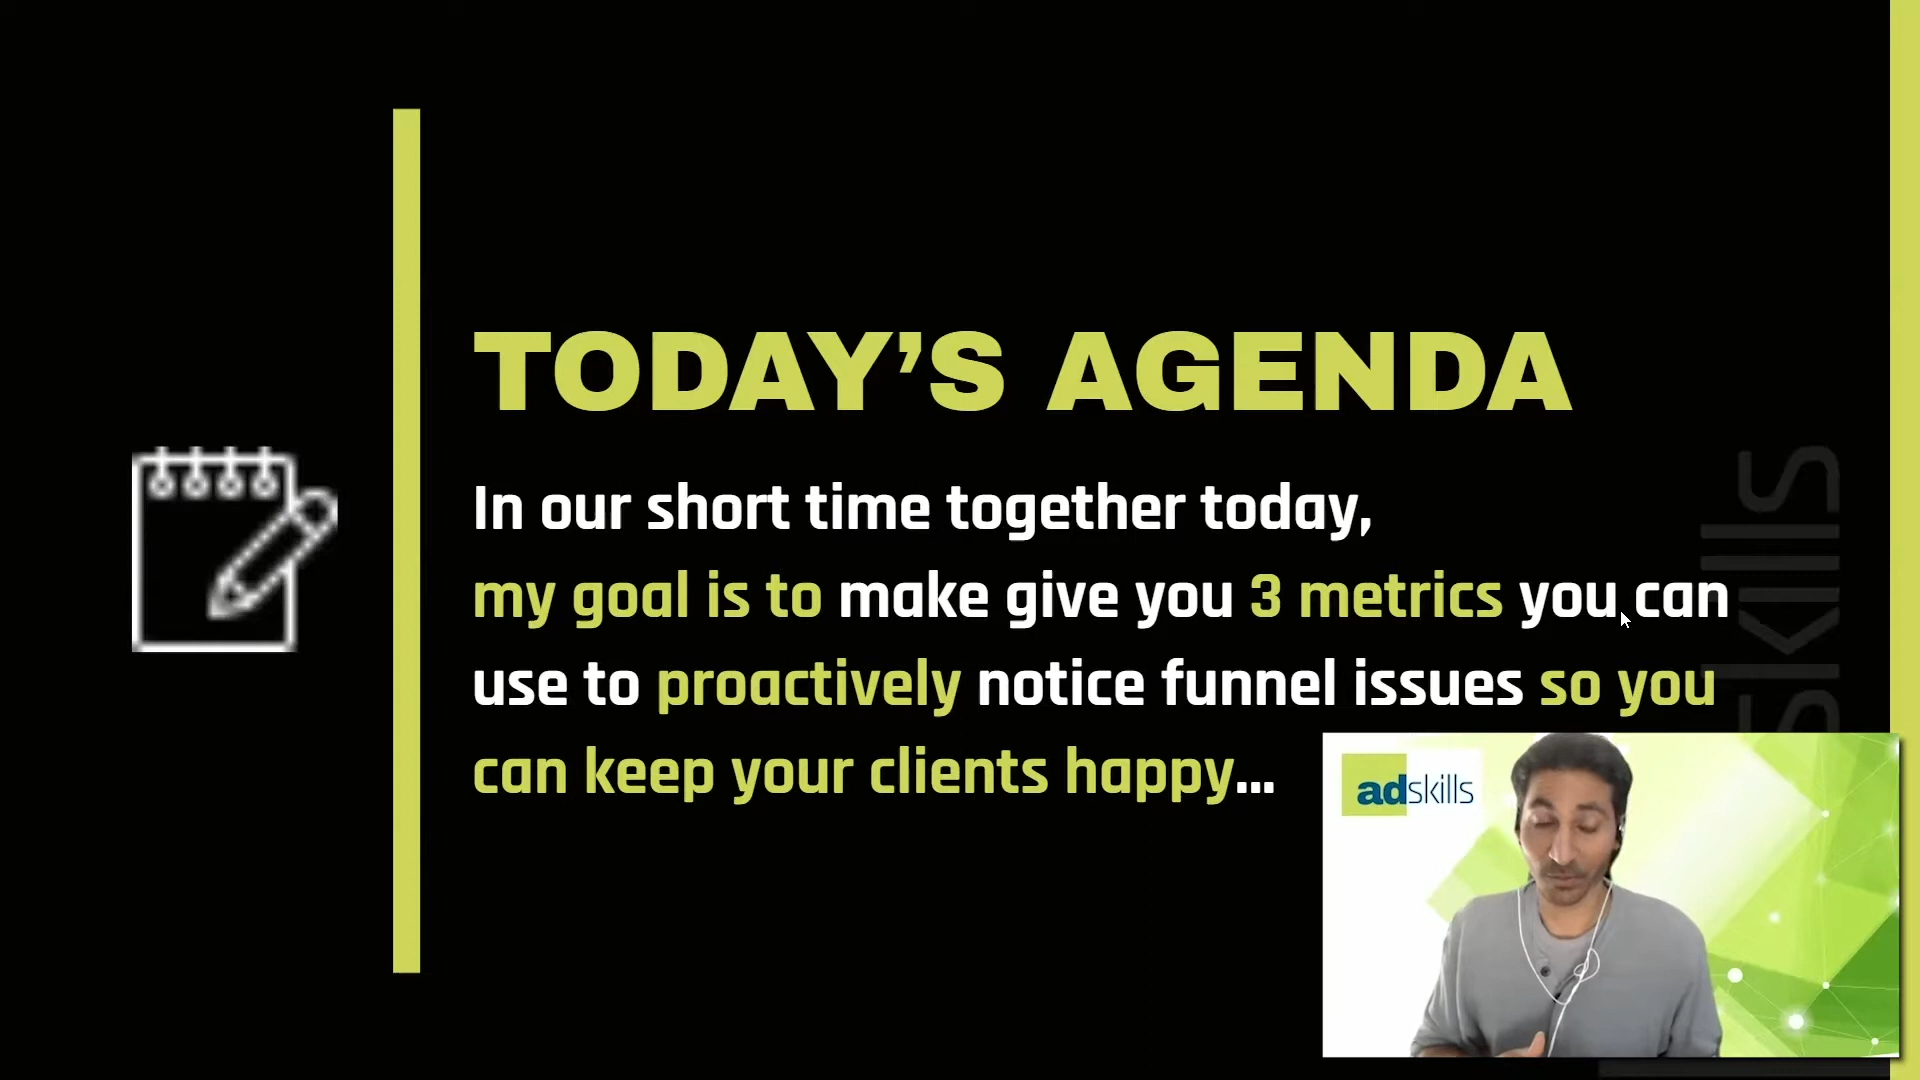 TODAY’S AGENDA
In our short time together today,
my goal is to make give you 3 metrics you can
use to proactively notice funnel issues so you
can keep your clients happy...
skills
adskills